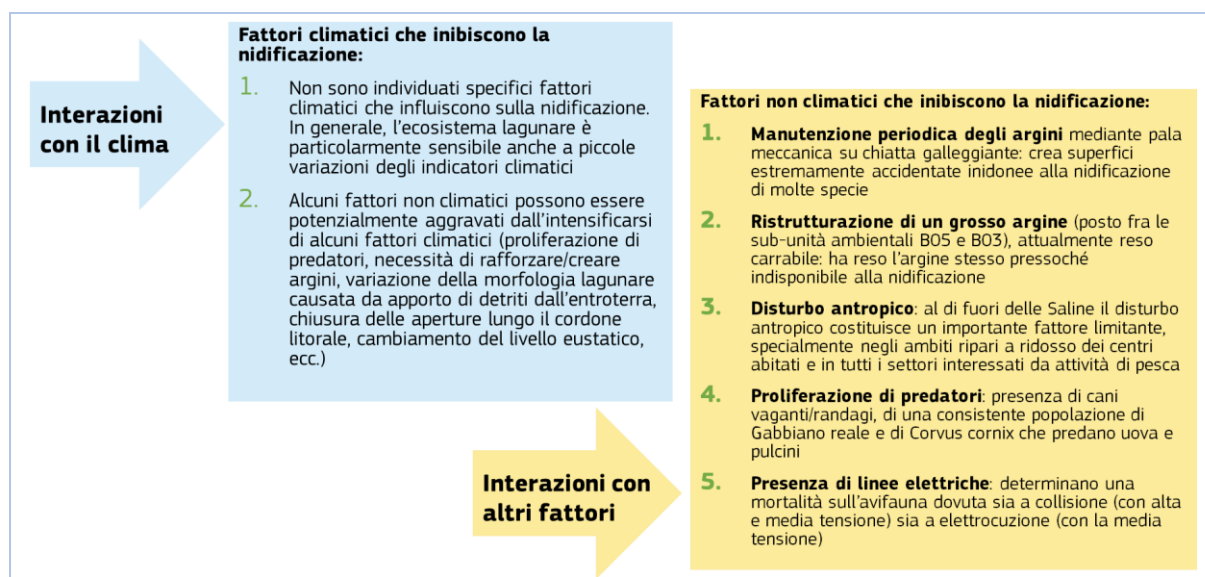 Interazioni
con il clima
Fattori climatici che inibiscono la
nidificazione:
1. Non sono individuati specifici fattori
climatici che influiscono sulla nidificazione.
In generale, l'ecosistema lagunare è
particolarmente sensibile anche a piccole
variazioni degli indicatori climatici
2. Alcuni fattori non climatici possono essere
potenzialmente aggravati dall'intensificarsi
di alcuni fattori climatici (proliferazione di
predatori, necessità di rafforzare/creare
argini, variazione della morfologia lagunare
causata da apporto di detriti dall'entroterra,
chiusura delle aperture lungo il cordone
litorale, cambiamento del livello eustatico,
ecc.)
Interazioni con
altri fattori
Fattori non climatici che inibiscono la nidificazione:
1. Manutenzione periodica degli argini mediante pala
meccanica su chiatta galleggiante: crea superfici
estremamente accidentate inidonee alla nidificazione
di molte specie
2. Ristrutturazione di un grosso argine (posto fra le
sub-unità ambientali B05 e B03), attualmente reso
carrabile: ha reso l'argine stesso pressoché
indisponibile alla nidificazione
3. Disturbo antropico: al di fuori delle Saline il disturbo
antropico costituisce un importante fattore limitante,
specialmente negli ambiti ripari a ridosso dei centri
abitati e in tutti i settori interessati da attività di pesca
4. Proliferazione di predatori: presenza di cani
vaganti/randagi, di una consistente popolazione di
Gabbiano reale e di Corvus cornix che predano uova e
pulcini
5. Presenza di linee elettriche: determinano una
mortalità sull'avifauna dovuta sia a collisione (con alta
e media tensione) sia a elettrocuzione (con la media
tensione)